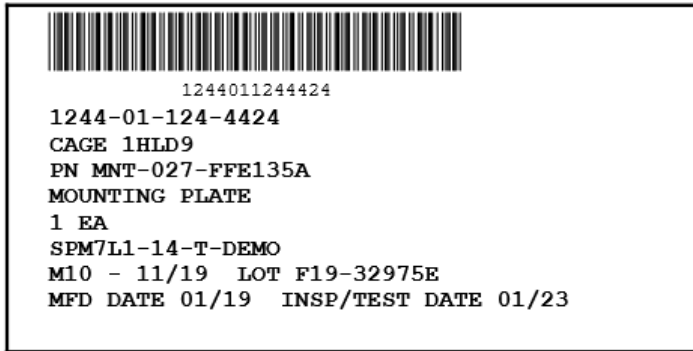 1244011244424
1244-01-124-4424
CAGE 1HLD9
PN MNT-027-FFE135A
MOUNTING PLATE
1 EA
SPM7L1-14-T-DEMO
M10 - 11/19 LOT F19-32975E
MFD DATE 01/19 INSP/TEST DATE 01/23